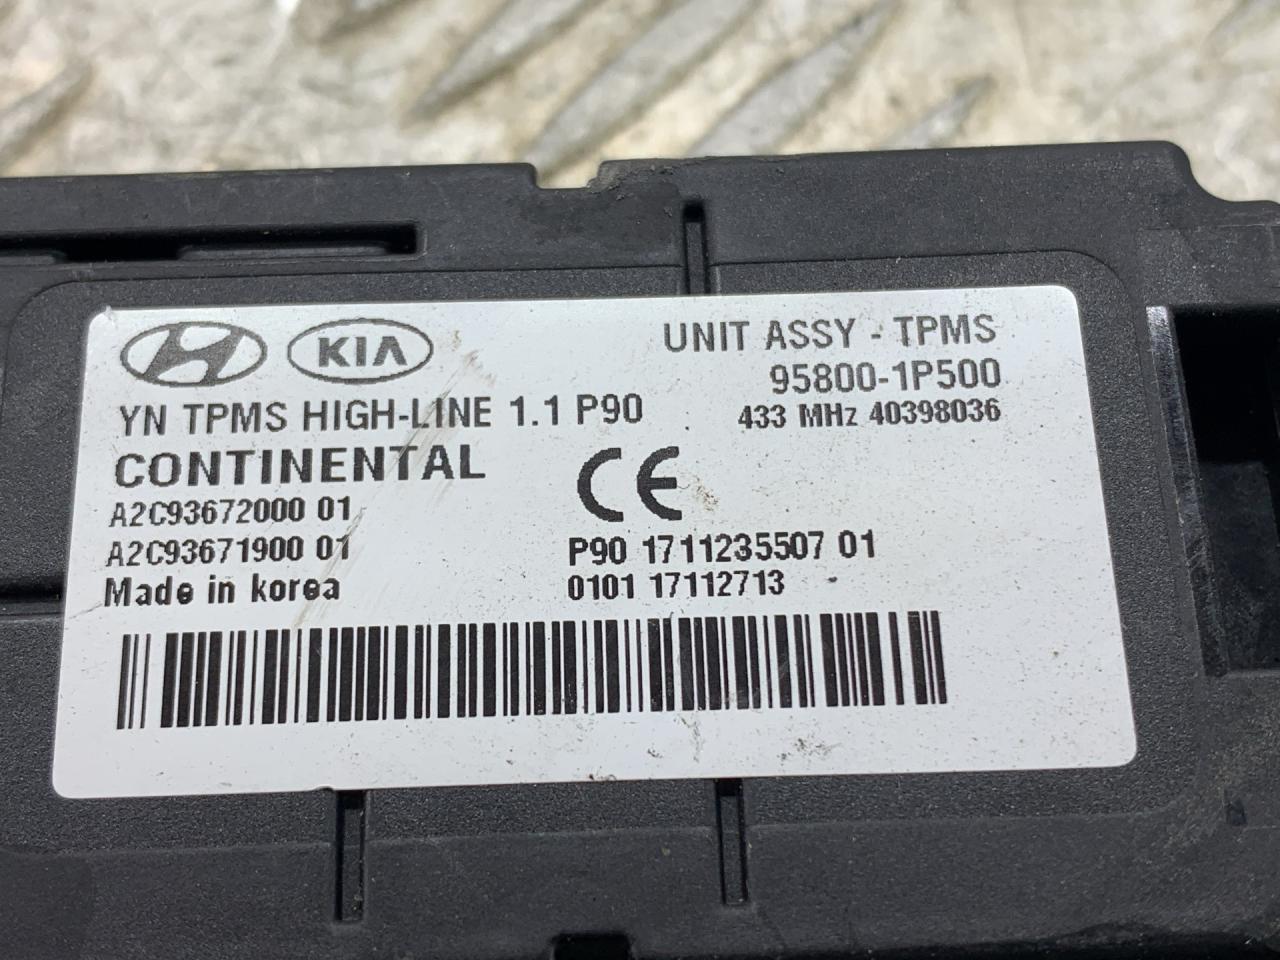 KIA
UNIT ASSY - TPMS
95800-1P500
YN TPMS HIGH-LINE 1.1 P90
433 MHz 40398036
CONTINENTAL
CE
A2C93672000 01
A2C93671900 01
P90 1711235507 01
Made in korea
0101 17112713